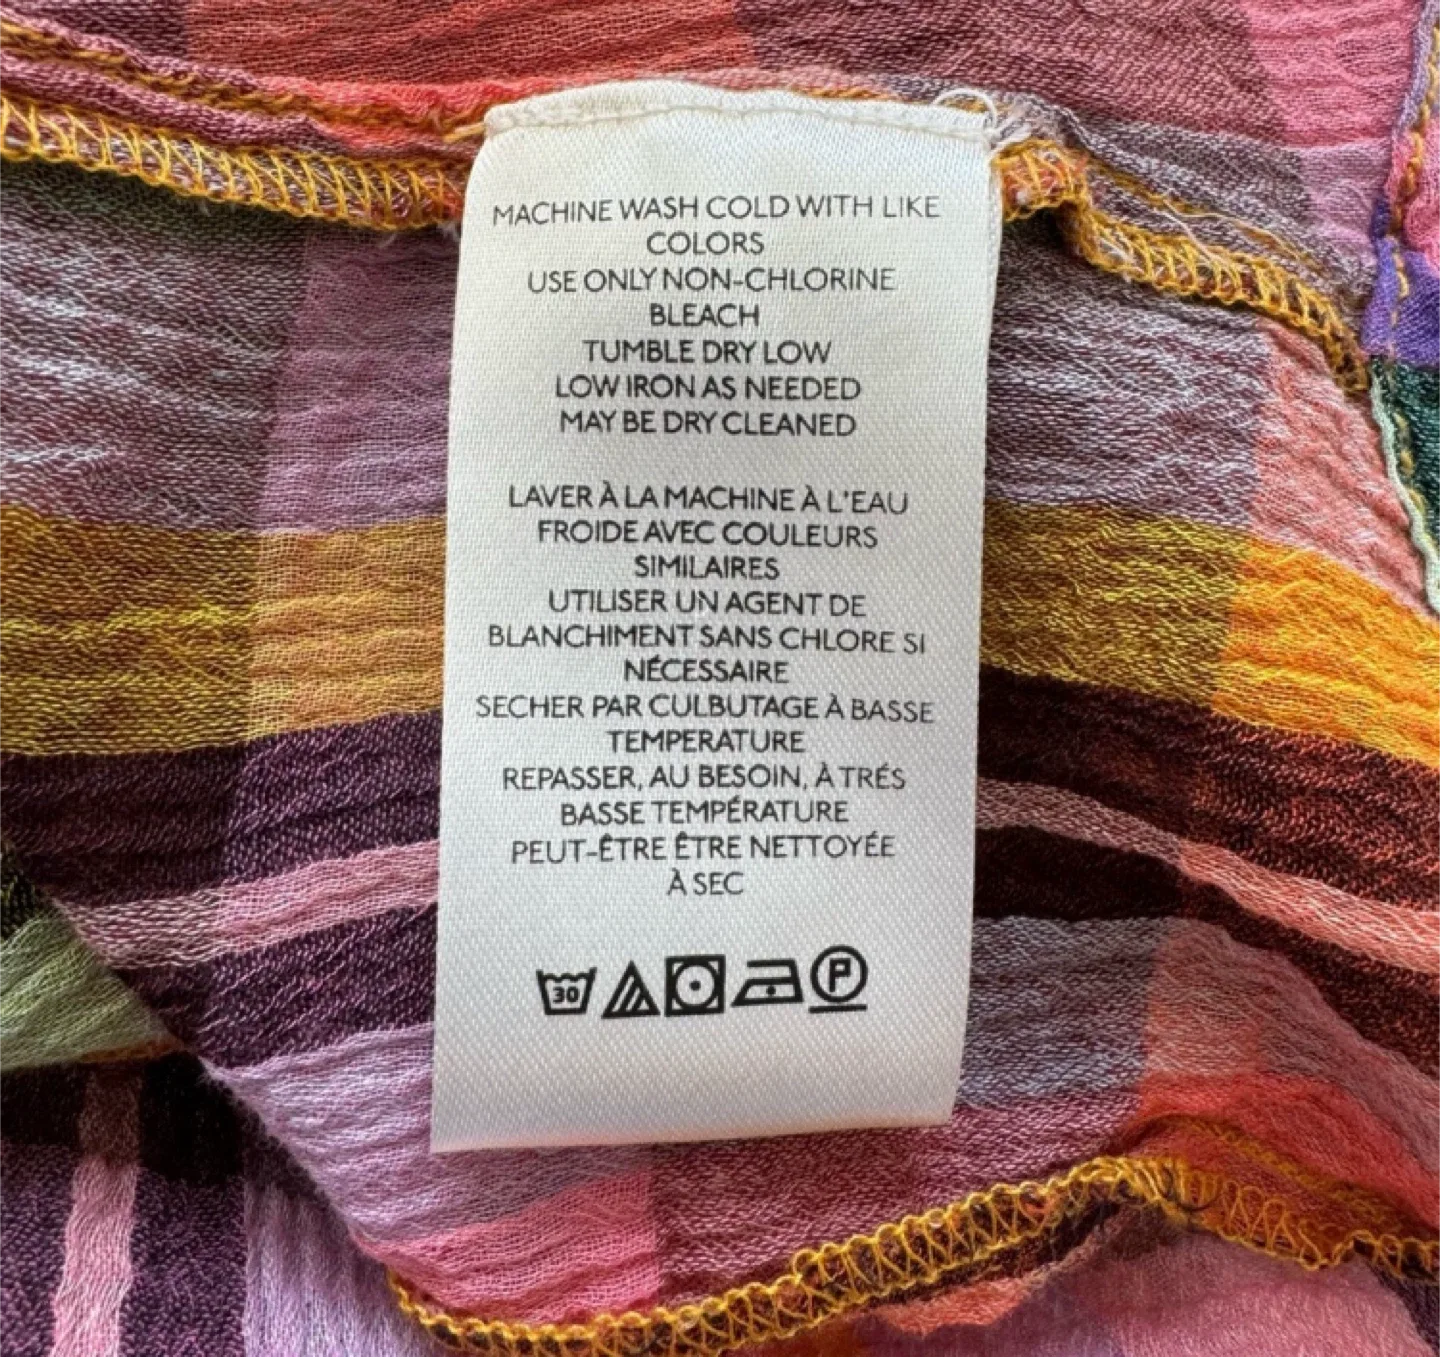 MACHINE WASH COLD WITH LIKE
COLORS
USE ONLY NON-CHLORINE
BLEACH
TUMBLE DRY LOW
LOW IRON AS NEEDED
MAY BE DRY CLEANED
LAVER À LA MACHINE À L'EAU
FROIDE AVEC COULEURS
SIMILAIRES
UTILISER UN AGENT DE
BLANCHIMENT SANS CHLORE SI
NÉCESSAIRE
SECHER PAR CULBUTAGE À BASSE
TEMPERATURE
REPASSER, AU BESOIN, À TRÉS
BASSE TEMPÉRATURE
PEUT-ÊTRE ÊTRE NETTOYÉE
À SEC
30 P